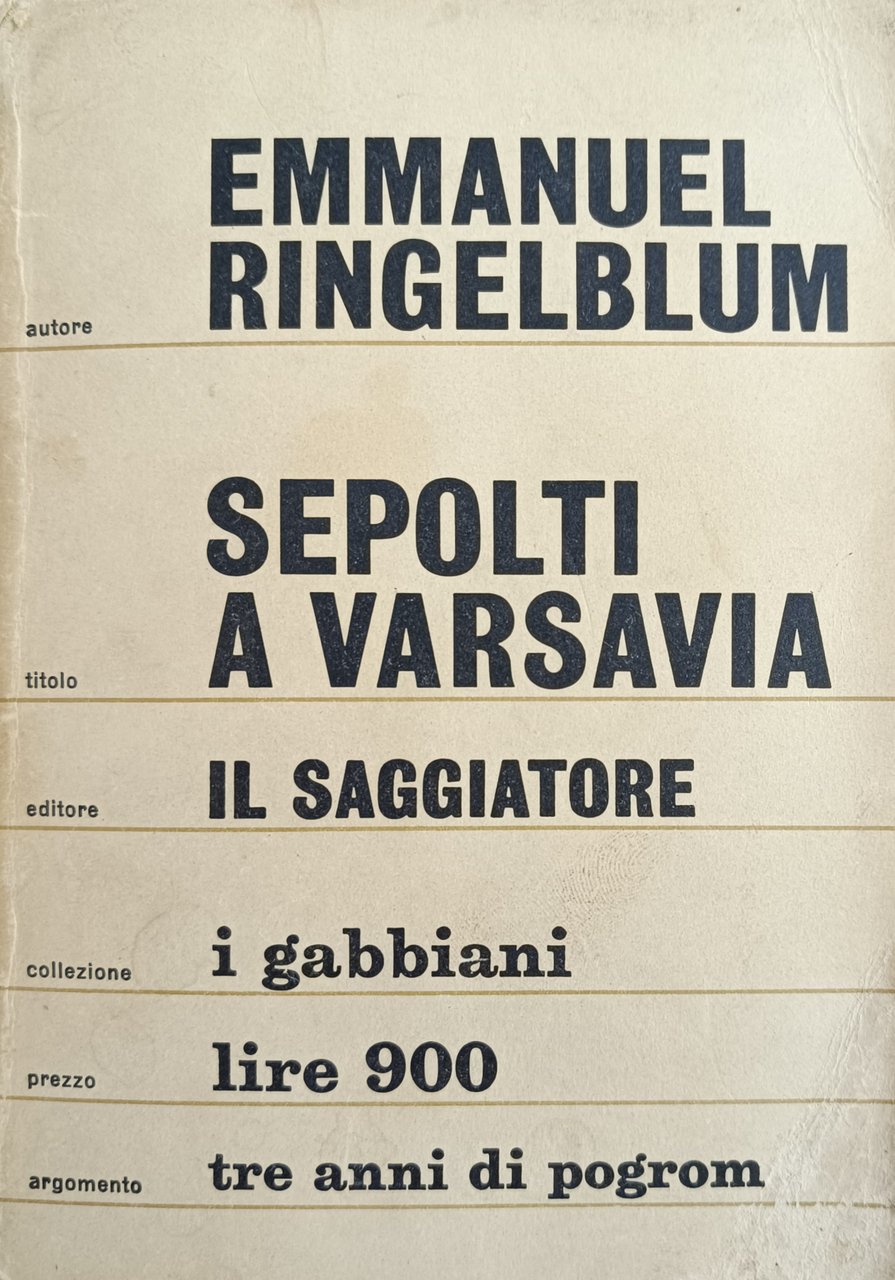 EMMANUEL
RINGELBLUM
autore
SEPOLTI
A VARSAVIA
titolo
editore IL SAGGIATORE
collezione i gabbiani
prezzo lire 900
argomento tre anni di pogrom